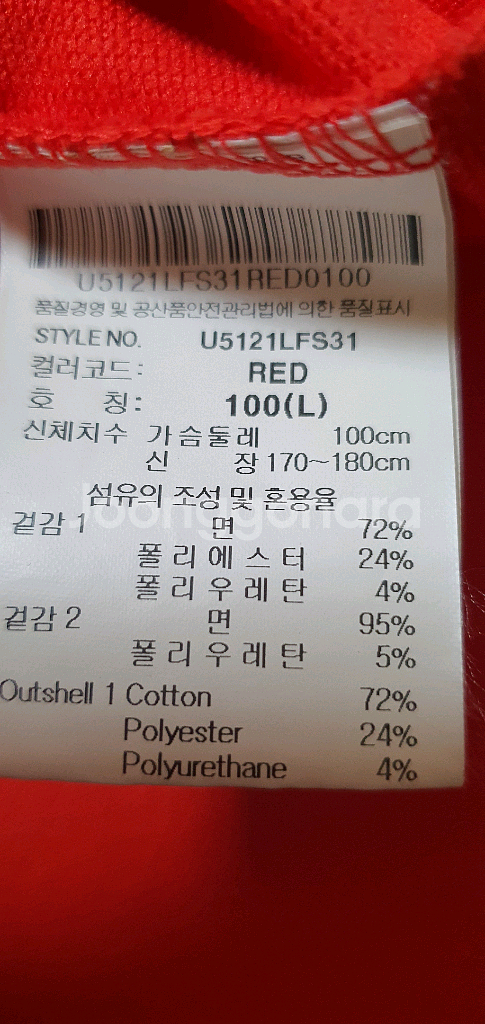 U5121LFS31RED0100
품질경영 및 공산품안전관리법에 의한 품질표시
STYLE NO. U5121LFS31
컬러코드: RED
호 칭: 100(L)
신체치수 가슴둘레 100cm
신 장 170~180cm
섬유의 조성 및 혼용율
joonggonara
겉감 1 면 72%
폴리에스터 24%
폴리우레탄 4%
겉감 2 면 95%
폴리우레탄 5%
Outshell 1 Cotton 72%
Polyester 24%
Polyurethane 4%